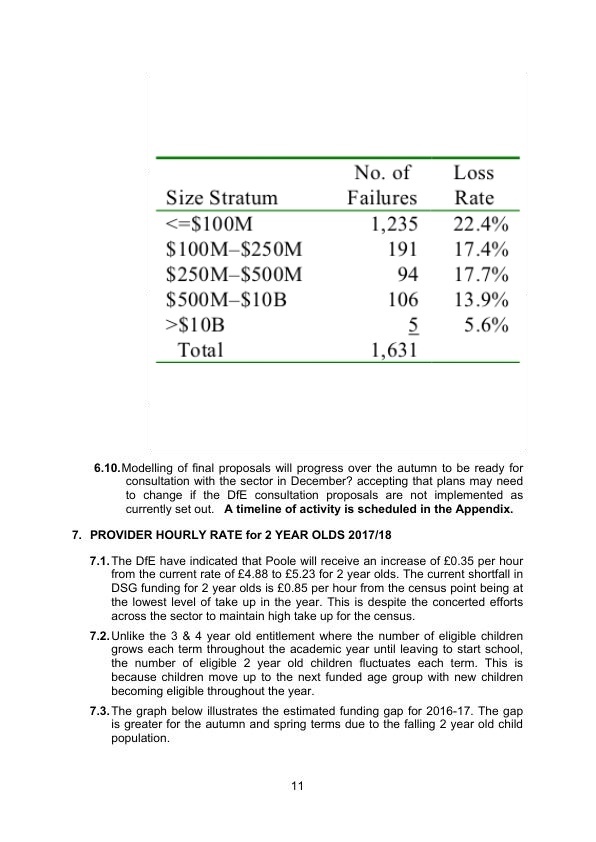 No. of Loss
Size Stratum Failures Rate
<=$100M 1,235 22.4%
$100M–$250M 191 17.4%
$250M–$500M 94 17.7%
$500M–$10B 106 13.9%
>$10B 5 5.6%
Total 1,631
6.10. Modelling of final proposals will progress over the autumn to be ready for
consultation with the sector in December? accepting that plans may need
to change if the DfE consultation proposals are not implemented as
currently set out. A timeline of activity is scheduled in the Appendix.
7. PROVIDER HOURLY RATE for 2 YEAR OLDS 2017/18
7.1. The DfE have indicated that Poole will receive an increase of £0.35 per hour
from the current rate of £4.88 to £5.23 for 2 year olds. The current shortfall in
DSG funding for 2 year olds is £0.85 per hour from the census point being at
the lowest level of take up in the year. This is despite the concerted efforts
across the sector to maintain high take up for the census.
7.2. Unlike the 3 & 4 year old entitlement where the number of eligible children
grows each term throughout the academic year until leaving to start school,
the number of eligible 2 year old children fluctuates each term. This is
because children move up to the next funded age group with new children
becoming eligible throughout the year.
7.3. The graph below illustrates the estimated funding gap for 2016-17. The gap
is greater for the autumn and spring terms due to the falling 2 year old child
population.
11